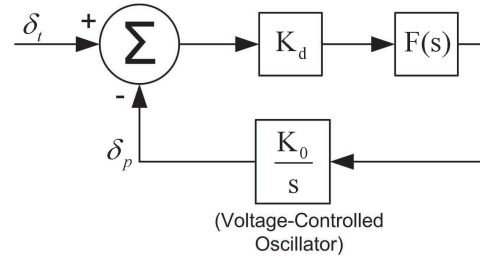 δt + Σ Kd F(s)
-
δp K0
s
(Voltage-Controlled
Oscillator)